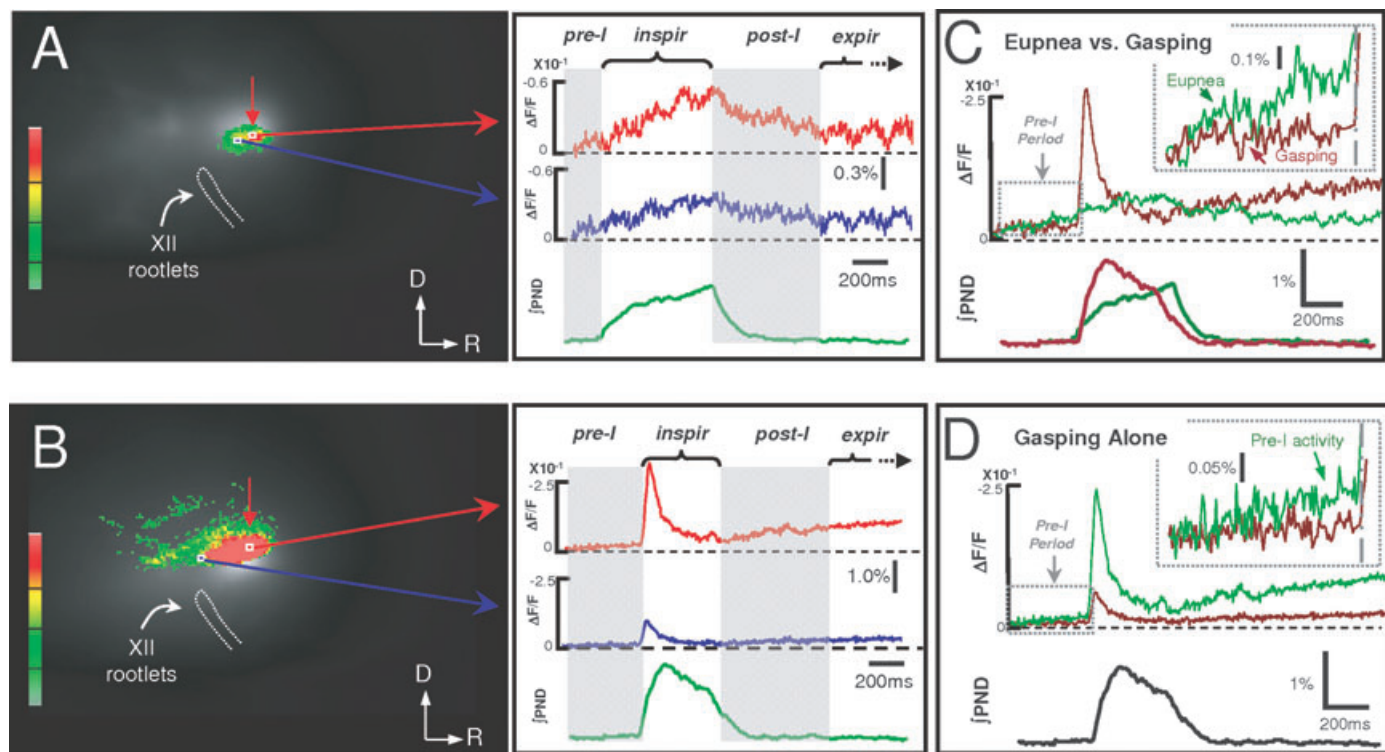 A
XII
rootlets
D
R
pre-I inspir post-I expir
X10⁻¹
-0.6
ΔF/F
0
-0.6
ΔF/F
0
0.3%
200ms
∫PND
C
Eupnea vs. Gasping
X10⁻¹
-2.5
ΔF/F
-0
Pre-I
Period
0.1%
Eupnea
Gasping
∫PND
1%
200ms
B
XII
rootlets
D
R
pre-I inspir post-I expir
X10⁻¹
-2.5
ΔF/F
0
-2.5
ΔF/F
0
1.0%
200ms
∫PND
D
Gasping Alone
X10⁻¹
-2.5
ΔF/F
-0
Pre-I
Period
0.05%
Pre-I activity
∫PND
1%
200ms